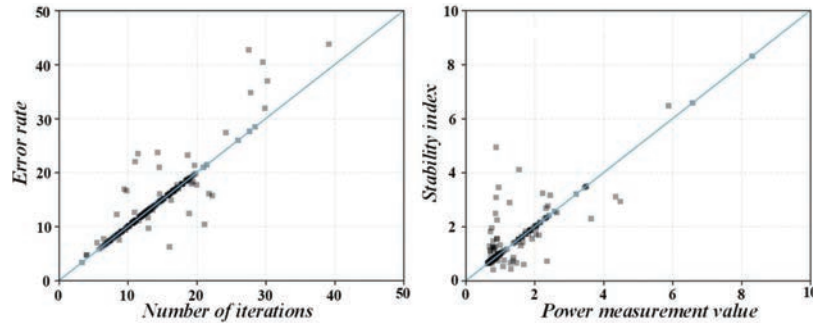 50
40
30
20
10
0
Error rate
0 10 20 30 40 50
Number of iterations
10
8
6
4
2
0
Stability index
0 2 4 6 8 10
Power measurement value